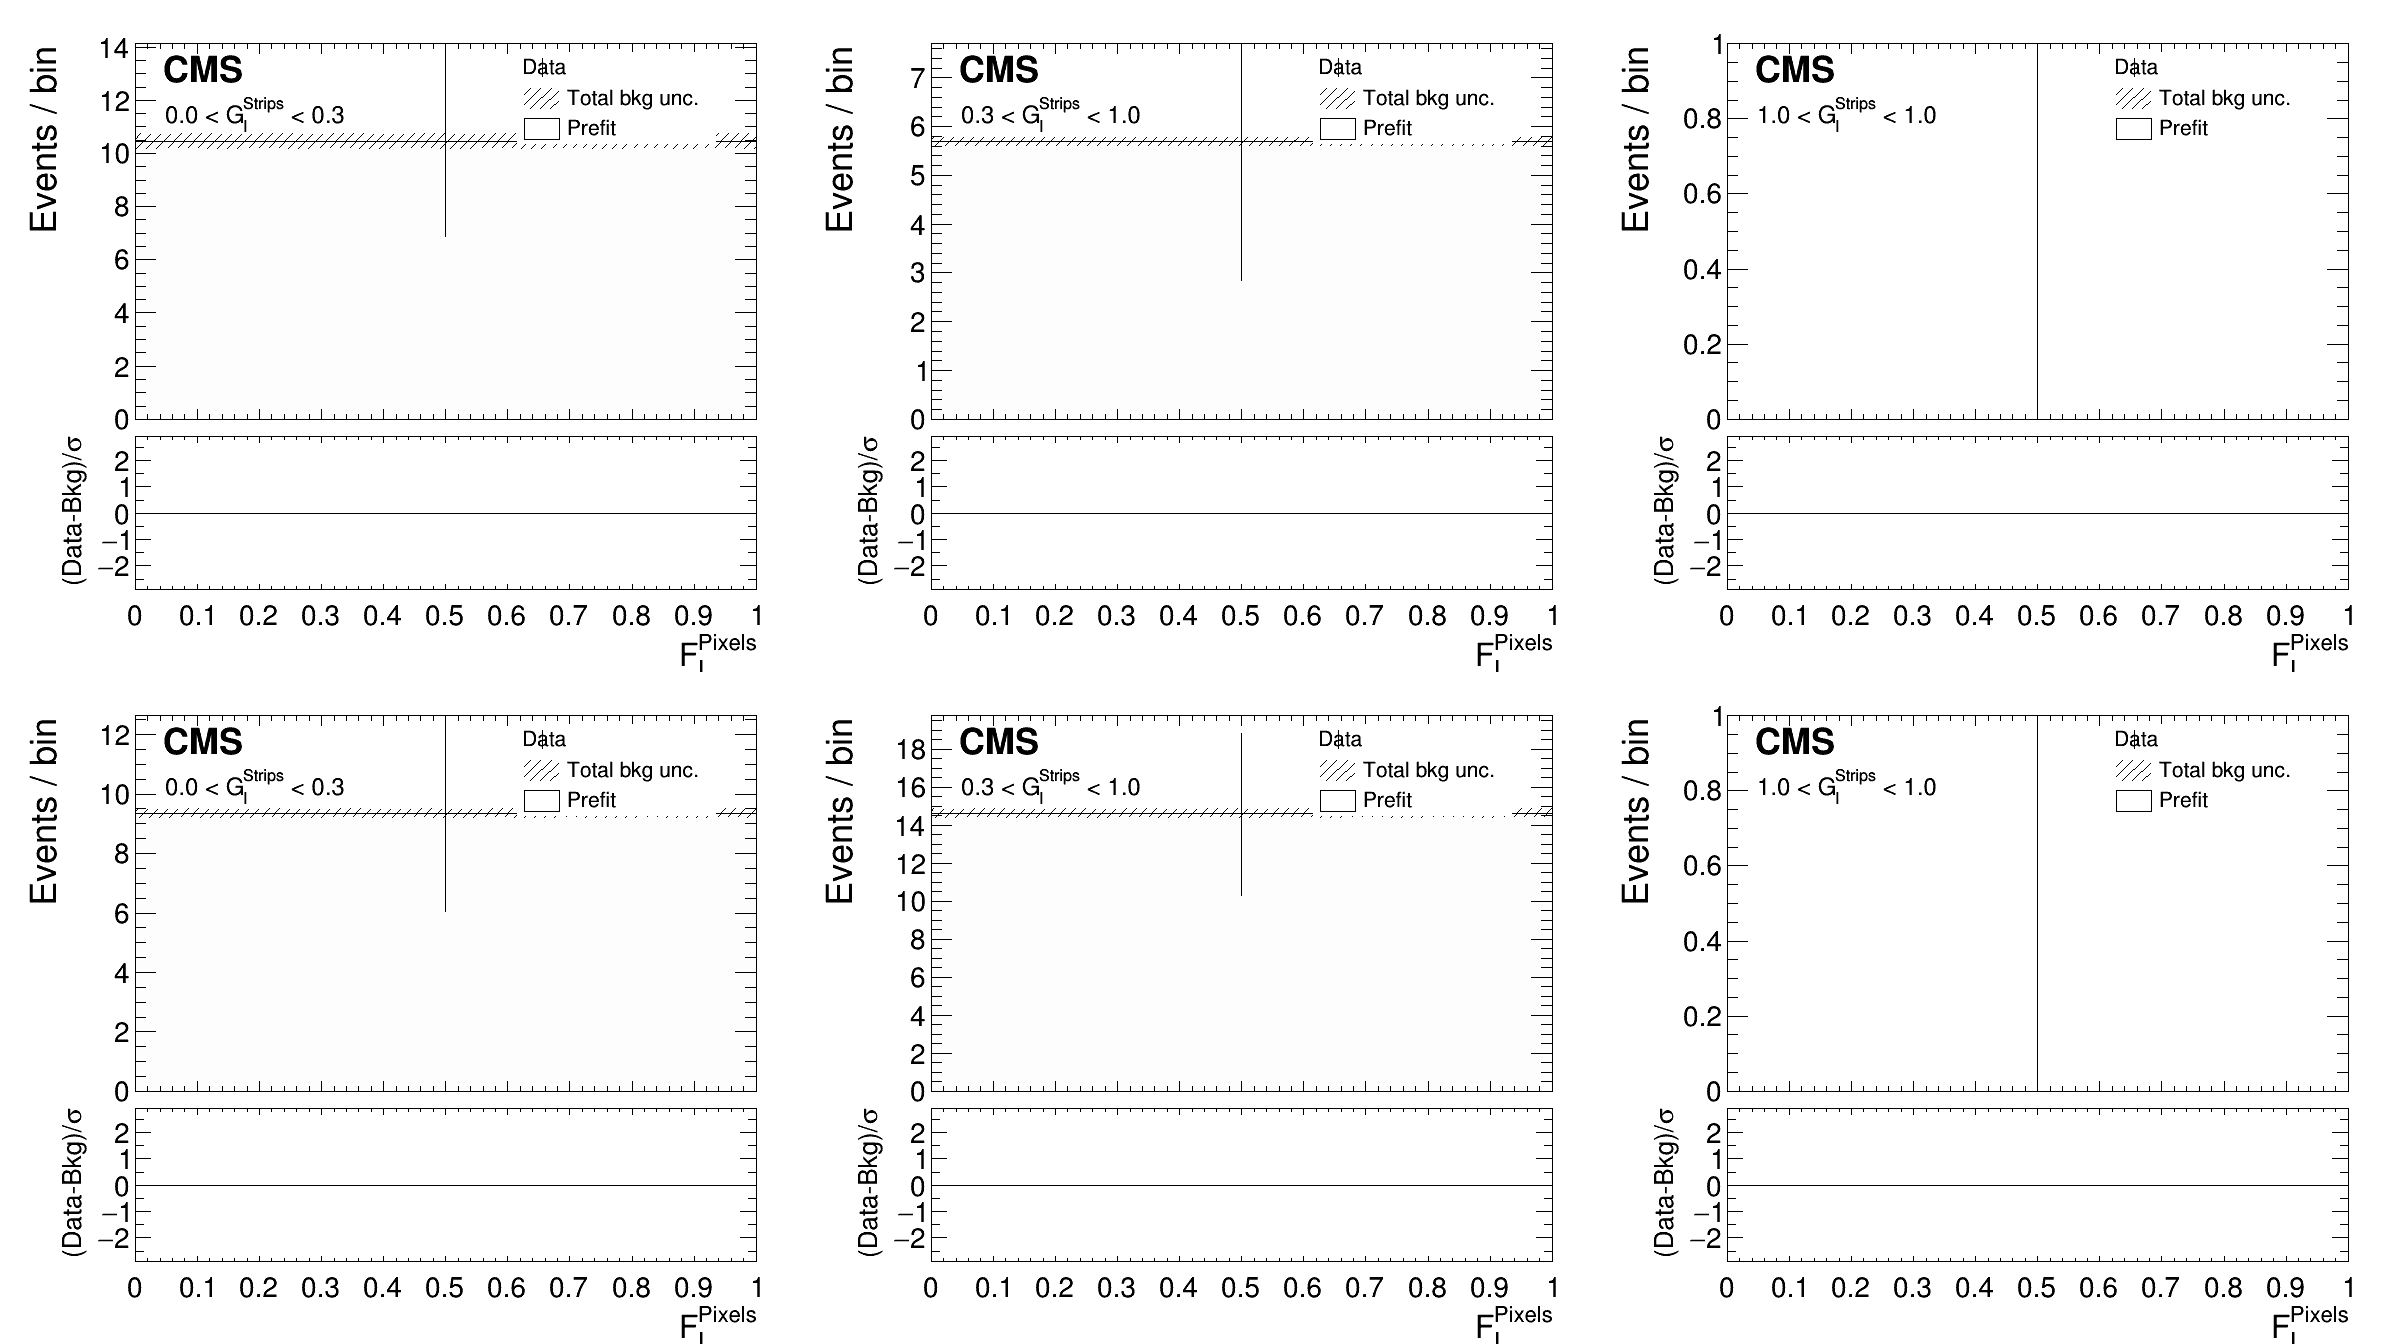 Events / bin
14
12
10
8
6
4
2
0
CMS
0.0 < G_I^Strips < 0.3
Data
Total bkg unc.
Prefit
(Data-Bkg)/σ
2
1
0
−1
−2
0 0.1 0.2 0.3 0.4 0.5 0.6 0.7 0.8 0.9 1
F_I^Pixels
Events / bin
7
6
5
4
3
2
1
0
CMS
0.3 < G_I^Strips < 1.0
Data
Total bkg unc.
Prefit
(Data-Bkg)/σ
2
1
0
−1
−2
0 0.1 0.2 0.3 0.4 0.5 0.6 0.7 0.8 0.9 1
F_I^Pixels
Events / bin
1
0.8
0.6
0.4
0.2
0
CMS
1.0 < G_I^Strips < 1.0
Data
Total bkg unc.
Prefit
(Data-Bkg)/σ
2
1
0
−1
−2
0 0.1 0.2 0.3 0.4 0.5 0.6 0.7 0.8 0.9 1
F_I^Pixels
Events / bin
12
10
8
6
4
2
0
CMS
0.0 < G_I^Strips < 0.3
Data
Total bkg unc.
Prefit
(Data-Bkg)/σ
2
1
0
−1
−2
0 0.1 0.2 0.3 0.4 0.5 0.6 0.7 0.8 0.9 1
F_I^Pixels
Events / bin
18
16
14
12
10
8
6
4
2
0
CMS
0.3 < G_I^Strips < 1.0
Data
Total bkg unc.
Prefit
(Data-Bkg)/σ
2
1
0
−1
−2
0 0.1 0.2 0.3 0.4 0.5 0.6 0.7 0.8 0.9 1
F_I^Pixels
Events / bin
1
0.8
0.6
0.4
0.2
0
CMS
1.0 < G_I^Strips < 1.0
Data
Total bkg unc.
Prefit
(Data-Bkg)/σ
2
1
0
−1
−2
0 0.1 0.2 0.3 0.4 0.5 0.6 0.7 0.8 0.9 1
F_I^Pixels